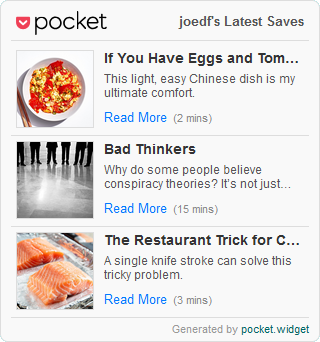 pocket
joedf's Latest Saves
If You Have Eggs and Tom…
This light, easy Chinese dish is my
ultimate comfort.
Read More (2 mins)
Bad Thinkers
Why do some people believe
conspiracy theories? It's not just…
Read More (15 mins)
The Restaurant Trick for C…
A single knife stroke can solve this
tricky problem.
Read More (3 mins)
Generated by pocket.widget